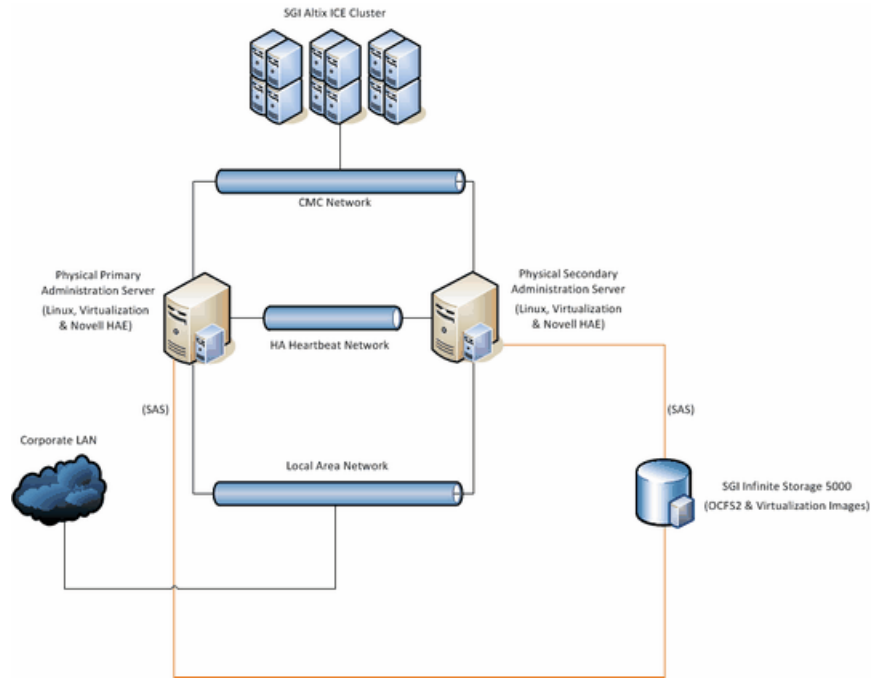 SGI Altix ICE Cluster
CMC Network
Physical Primary
Administration Server
(Linux, Virtualization
& Novell HAE)
Physical Secondary
Administration Server
(Linux, Virtualization
& Novell HAE)
HA Heartbeat Network
(SAS)
(SAS)
Corporate LAN
Local Area Network
SGI Infinite Storage 5000
(OCFS2 & Virtualization Images)